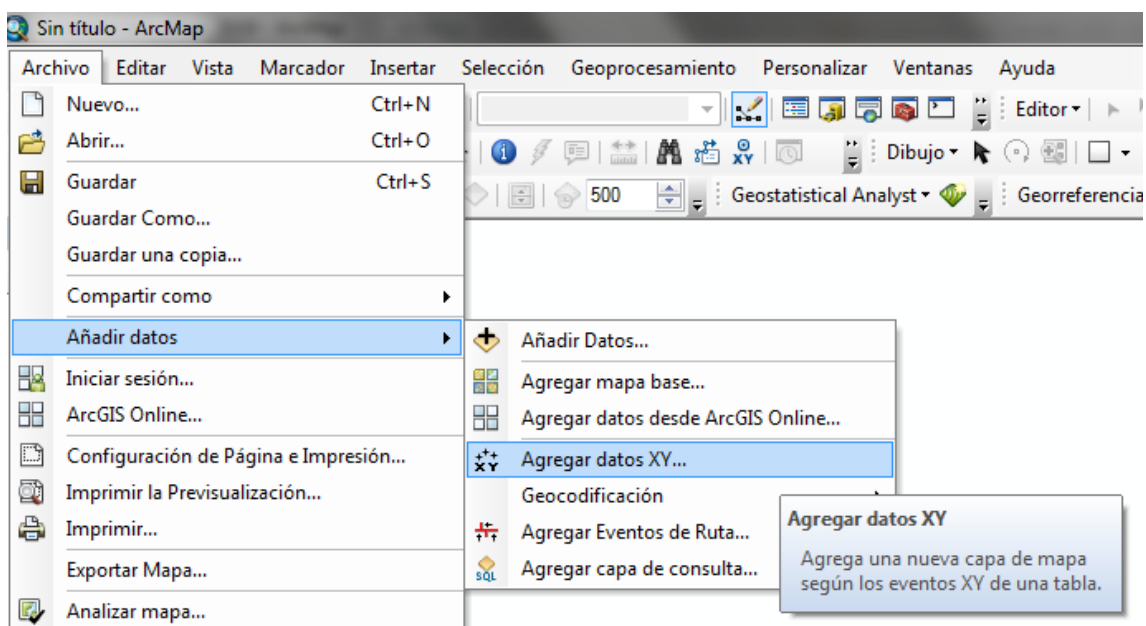 Sin título - ArcMap
Archivo Editar Vista Marcador Insertar Selección Geoprocesamiento Personalizar Ventanas Ayuda
Nuevo... Ctrl+N
Editor
Abrir... Ctrl+O
XY Dibujo
Guardar Ctrl+S
500 Geostatistical Analyst Georreferencia
Guardar Como...
Guardar una copia...
Compartir como
Añadir datos
Iniciar sesión...
ArcGIS Online...
Configuración de Página e Impresión...
Imprimir la Previsualización...
Imprimir...
Exportar Mapa...
Analizar mapa...
Añadir Datos...
Agregar mapa base...
Agregar datos desde ArcGIS Online...
XY Agregar datos XY...
Geocodificación
Agregar Eventos de Ruta...
SQL Agregar capa de consulta...
Agregar datos XY
Agrega una nueva capa de mapa
según los eventos XY de una tabla.